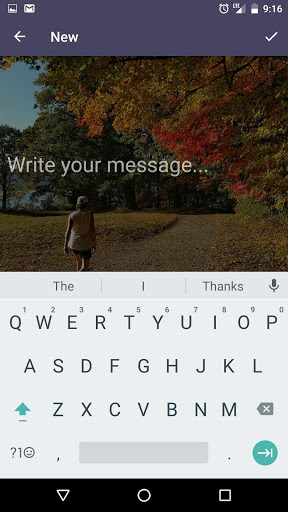 LTE 9:16
New
Write your message...
The I Thanks
1 2 3 4 5 6 7 8 9 0
Q W E R T Y U I O P
A S D F G H J K L
Z X C V B N M
?1☺ , .